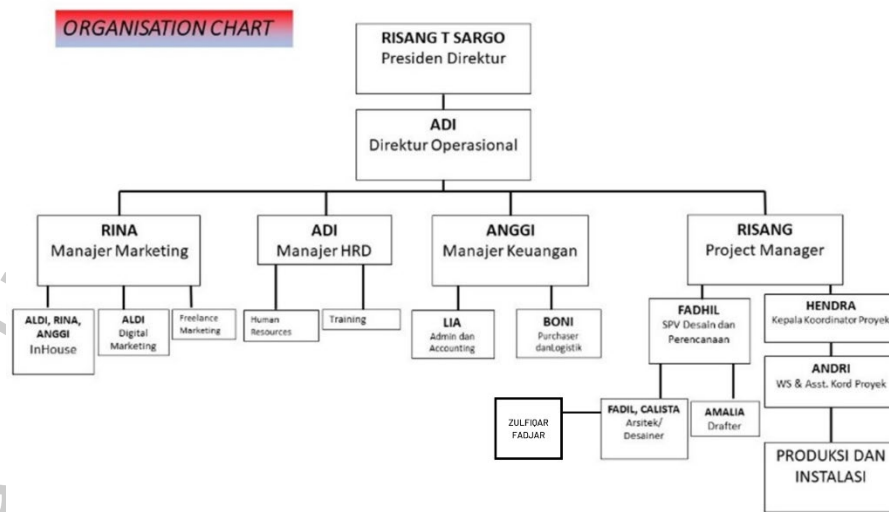 ORGANISATION CHART
RISANG T SARGO
Presiden Direktur
ADI
Direktur Operasional
RINA
Manajer Marketing
ADI
Manajer HRD
ANGGI
Manajer Keuangan
RISANG
Project Manager
ALDI, RINA,
ANGGI
InHouse
ALDI
Digital
Marketing
Freelance
Marketing
Human
Resources
Training
LIA
Admin dan
Accounting
BONI
Purchaser
danLogistik
FADHIL
SPV Desain dan
Perencanaan
HENDRA
Kepala Koordinator Proyek
ANDRI
WS & Asst. Kord Proyek
ZULFIQAR
FADJAR
FADIL, CALISTA
Arsitek/
Desainer
AMALIA
Drafter
PRODUKSI DAN
INSTALASI